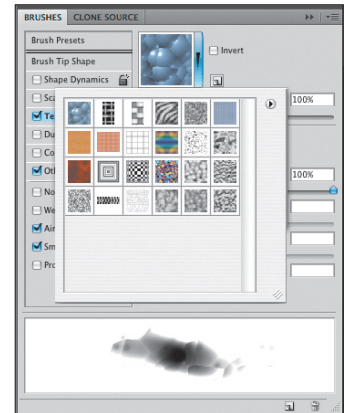 BRUSHES CLONE SOURCE
Brush Presets
Brush Tip Shape
Shape Dynamics
Invert
Sca
100%
Te
Du
Co
Oth
100%
No
We
Air
Sm
Pro